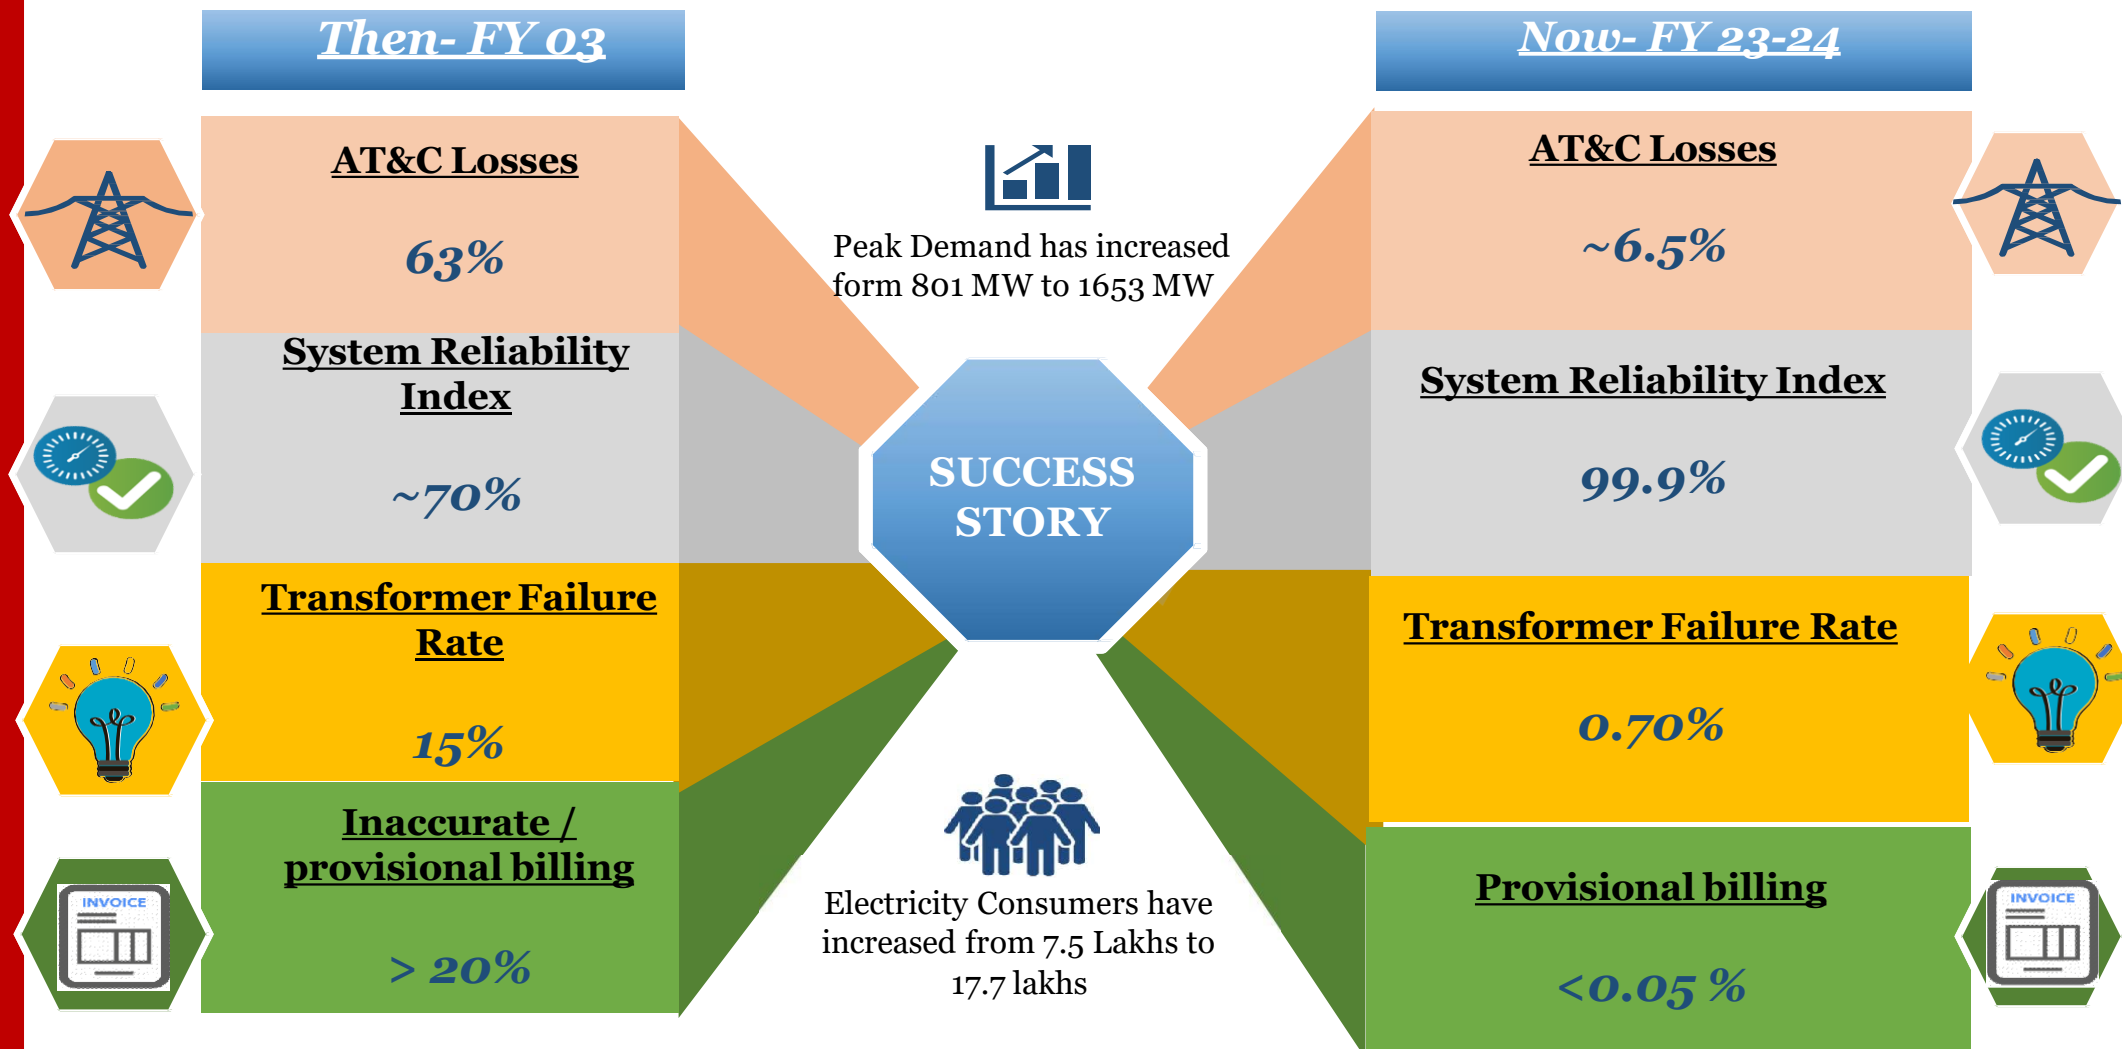 Then- FY 03
AT&C Losses
63%
System Reliability
Index
~70%
Transformer Failure
Rate
15%
Inaccurate /
provisional billing
> 20%
INVOICE
Peak Demand has increased
form 801 MW to 1653 MW
SUCCESS
STORY
Electricity Consumers have
increased from 7.5 Lakhs to
17.7 lakhs
Now- FY 23-24
AT&C Losses
~6.5%
System Reliability Index
99.9%
Transformer Failure Rate
0.70%
Provisional billing
<0.05 %
INVOICE